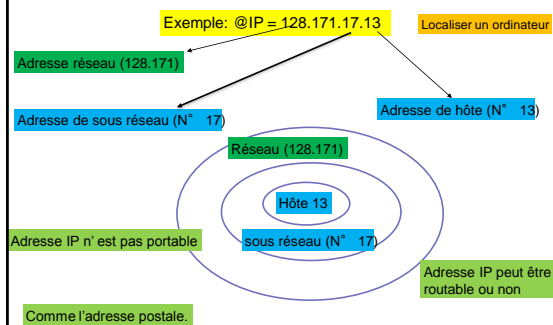 Exemple: @IP = 128.171.17.13
Localiser un ordinateur
Adresse réseau (128.171)
Adresse de sous réseau (N° 17)
Adresse de hôte (N° 13)
Réseau (128.171)
Hôte 13
Adresse IP n' est pas portable
sous réseau (N° 17)
Adresse IP peut être
routable ou non
Comme l'adresse postale.